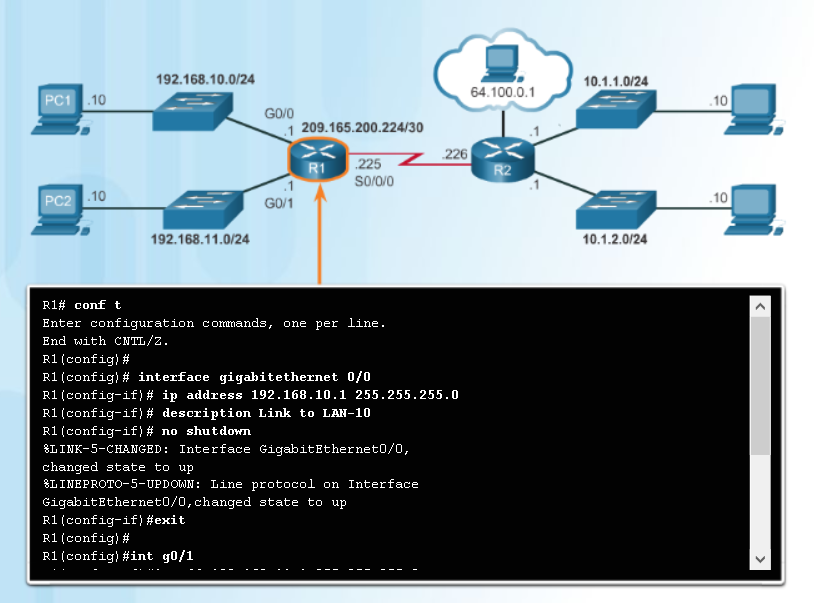 192.168.10.0/24
64.100.0.1
10.1.1.0/24
PC1
.10
.10
G0/0
.1
209.165.200.224/30
.1
R1
.225
.226
R2
S0/0/0
.1
G0/1
.1
PC2
.10
.10
192.168.11.0/24
10.1.2.0/24
R1# conf t
Enter configuration commands, one per line.
End with CNTL/Z.
R1(config)#
R1(config)# interface gigabitethernet 0/0
R1(config-if)# ip address 192.168.10.1 255.255.255.0
R1(config-if)# description Link to LAN-10
R1(config-if)# no shutdown
%LINK-5-CHANGED: Interface GigabitEthernet0/0,
changed state to up
%LINEPROTO-5-UPDOWN: Line protocol on Interface
GigabitEthernet0/0,changed state to up
R1(config-if)#exit
R1(config)#
R1(config)#int g0/1